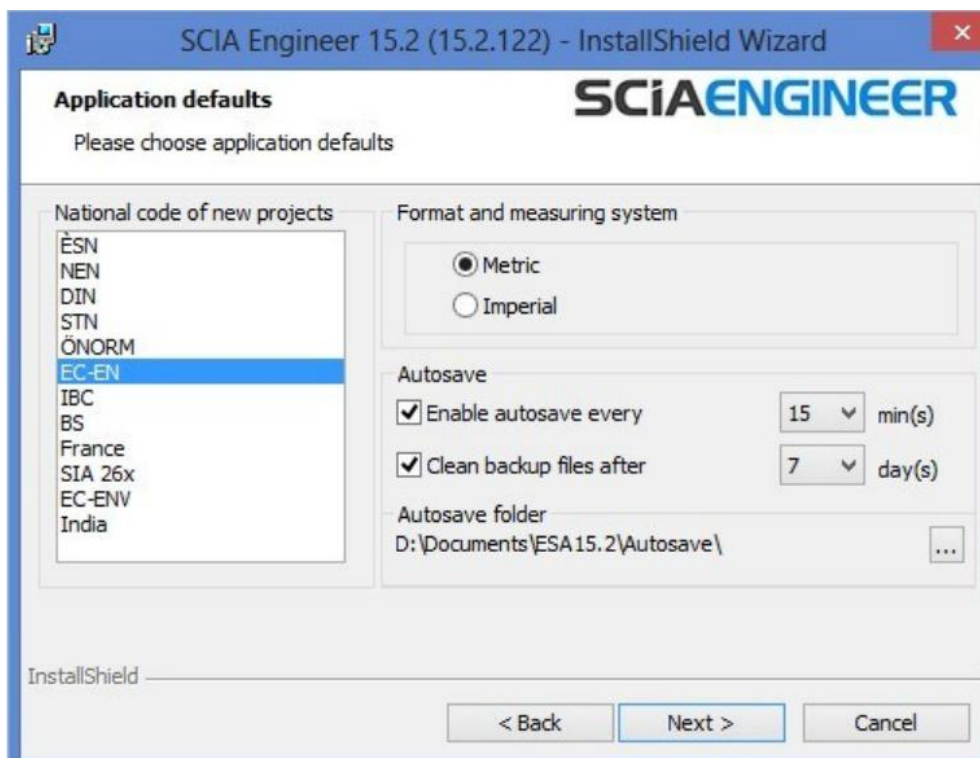 SCIA Engineer 15.2 (15.2.122) - InstallShield Wizard
Application defaults
Please choose application defaults
SCiAENGINEER
National code of new projects
ÈSN
NEN
DIN
STN
ÖNORM
EC-EN
IBC
BS
France
SIA 26x
EC-ENV
India
Format and measuring system
Metric
Imperial
Autosave
Enable autosave every 15 min(s)
Clean backup files after 7 day(s)
Autosave folder
D:\Documents\ESA15.2\Autosave\ ...
InstallShield
< Back Next > Cancel